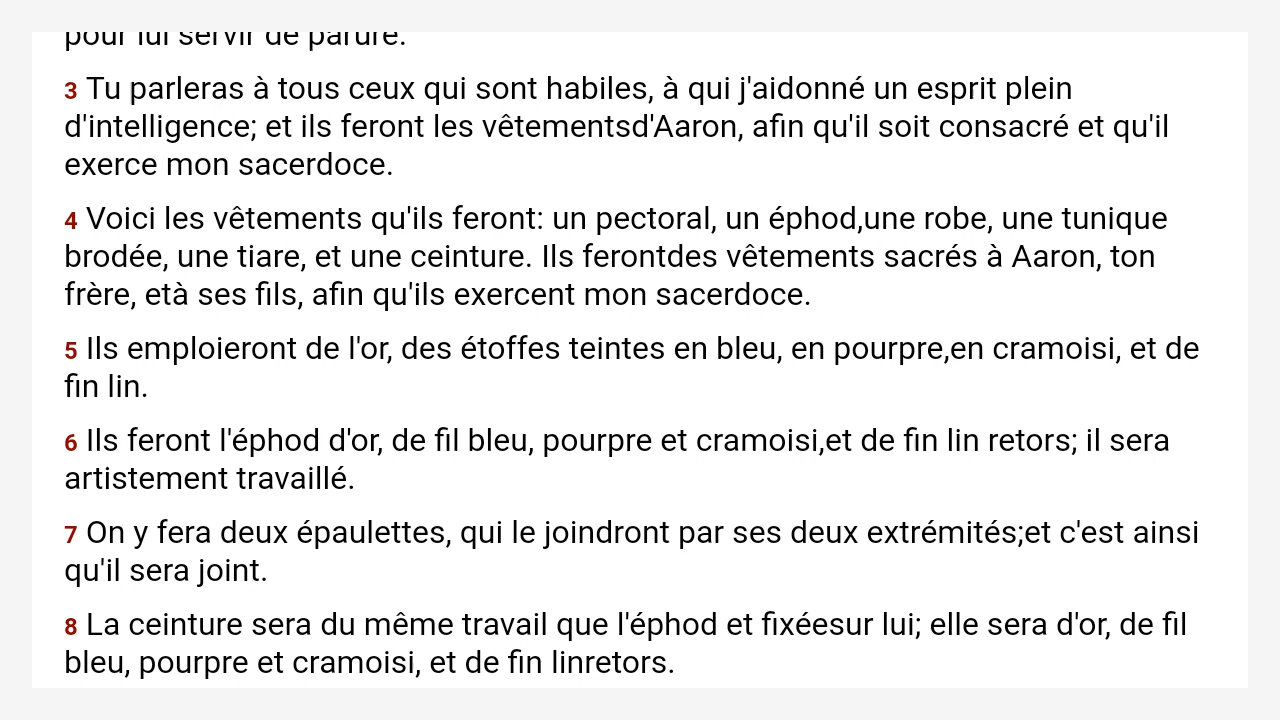 pour lui servir de parure.
3 Tu parleras à tous ceux qui sont habiles, à qui j'aidonné un esprit plein
d'intelligence; et ils feront les vêtementsd'Aaron, afin qu'il soit consacré et qu'il
exerce mon sacerdoce.
4 Voici les vêtements qu'ils feront: un pectoral, un éphod,une robe, une tunique
brodée, une tiare, et une ceinture. Ils ferontdes vêtements sacrés à Aaron, ton
frère, età ses fils, afin qu'ils exercent mon sacerdoce.
5 Ils emploieront de l'or, des étoffes teintes en bleu, en pourpre,en cramoisi, et de
fin lin.
6 Ils feront l'éphod d'or, de fil bleu, pourpre et cramoisi,et de fin lin retors; il sera
artistement travaillé.
7 On y fera deux épaulettes, qui le joindront par ses deux extrémités;et c'est ainsi
qu'il sera joint.
8 La ceinture sera du même travail que l'éphod et fixéesur lui; elle sera d'or, de fil
bleu, pourpre et cramoisi, et de fin linretors.